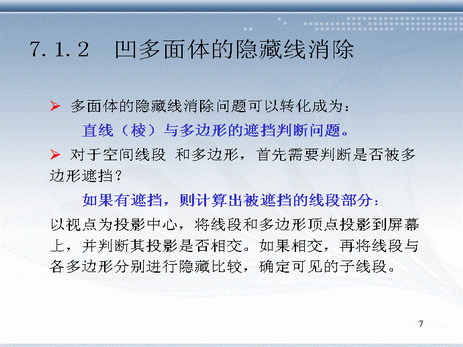 7.1.2 凹多面体的隐藏线消除
➢ 多面体的隐藏线消除问题可以转化成为：
直线（棱）与多边形的遮挡判断问题。
➢ 对于空间线段 和多边形，首先需要判断是否被多
边形遮挡？
如果有遮挡，则计算出被遮挡的线段部分：
以视点为投影中心，将线段和多边形顶点投影到屏幕
上，并判断其投影是否相交。如果相交，再将线段与
各多边形分别进行隐藏比较，确定可见的子线段。
7